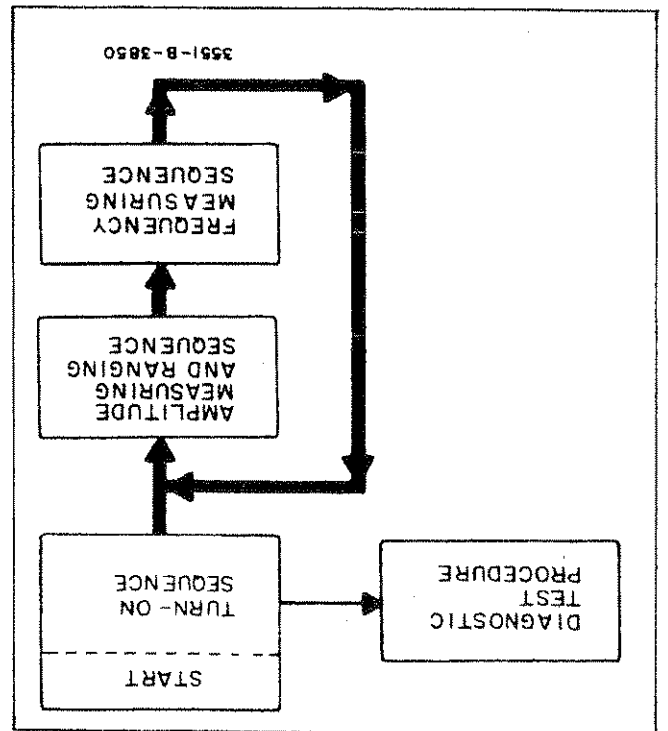 START
TURN-ON
SEQUENCE
DIAGNOSTIC
TEST
PROCEDURE
AMPLITUDE
MEASURING
AND RANGING
SEQUENCE
FREQUENCY
MEASURING
SEQUENCE
3551-B-3850